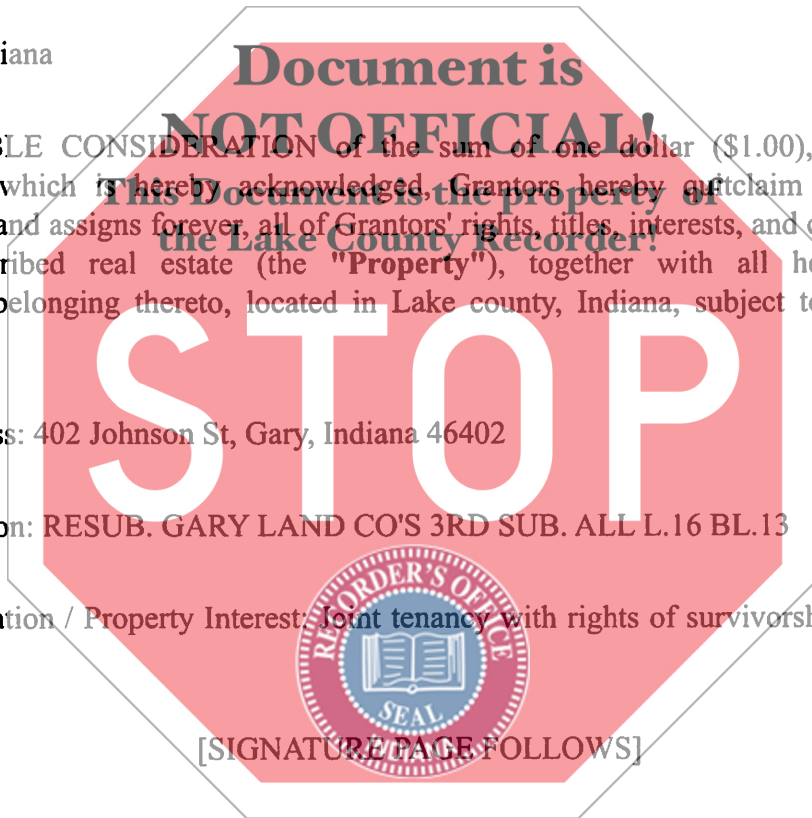 iana
Document is
NOT OFFICIAL!
BLE CONSIDERATION of the sum of one dollar ($1.00),
This Document is the property of
which is hereby acknowledged, Grantors hereby quitclaim
the Lake County Recorder!
and assigns forever, all of Grantors' rights, titles, interests, and
ribed real estate (the "Property"), together with all
belonging thereto, located in Lake county, Indiana, subject
STOP
ss: 402 Johnson St, Gary, Indiana 46402
on: RESUB. GARY LAND CO'S 3RD SUB. ALL L.16 BL.13
RECORDER'S OFFICE
ation / Property Interest: Joint tenancy with rights of survivorsh
SEAL
[SIGNATURE PAGE FOLLOWS]